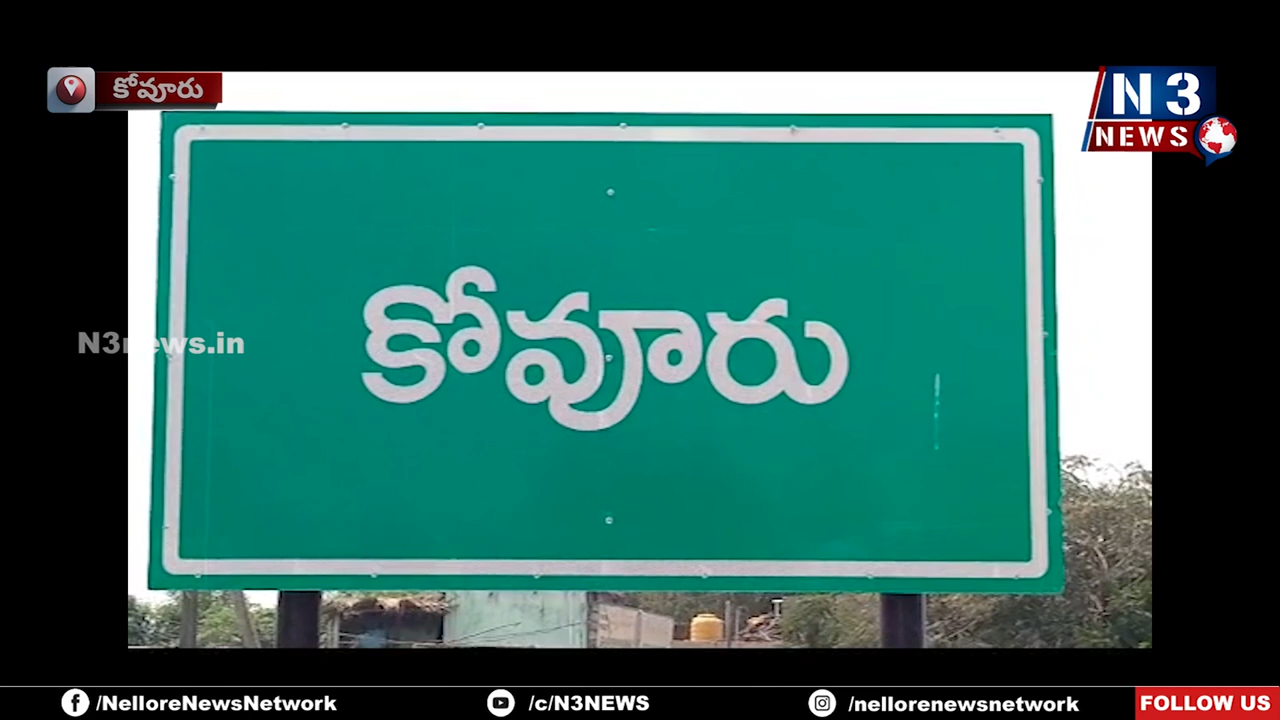 కోవూరు
N3
NEWS
కోవూరు
N3news.in
/NelloreNewsNetwork
/c/N3NEWS
/nellorenewsnetwork
FOLLOW US